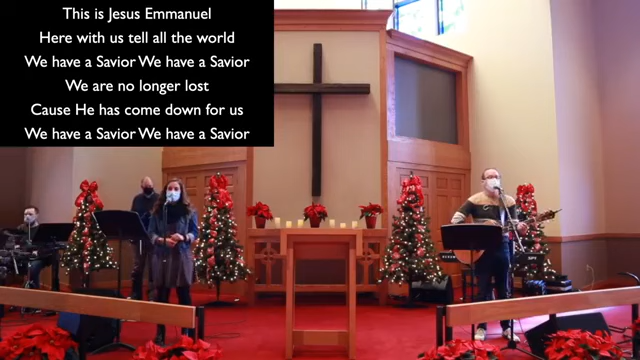 This is Jesus Emmanuel
Here with us tell all the world
We have a Savior We have a Savior
We are no longer lost
Cause He has come down for us
We have a Savior We have a Savior